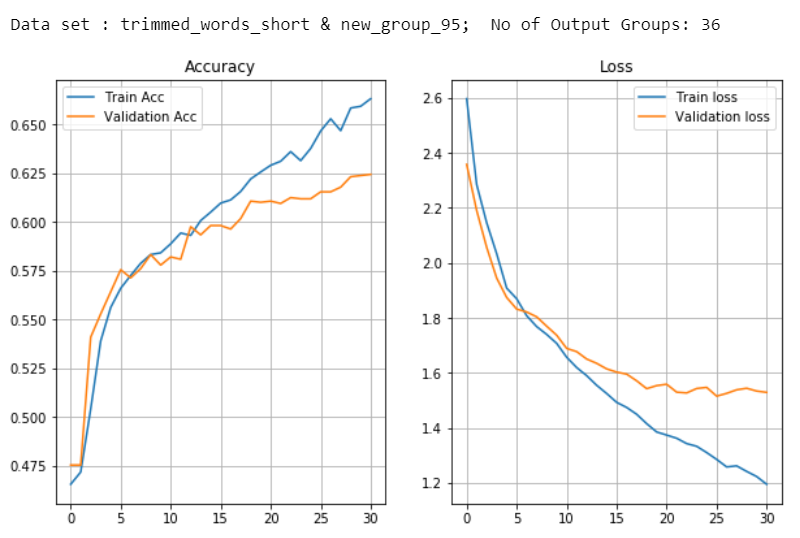 Data set : trimmed_words_short & new_group_95;  No of Output Groups: 36
Accuracy
Train Acc
Validation Acc
0.650
0.625
0.600
0.575
0.550
0.525
0.500
0.475
0 5 10 15 20 25 30
Loss
Train loss
Validation loss
2.6
2.4
2.2
2.0
1.8
1.6
1.4
1.2
0 5 10 15 20 25 30